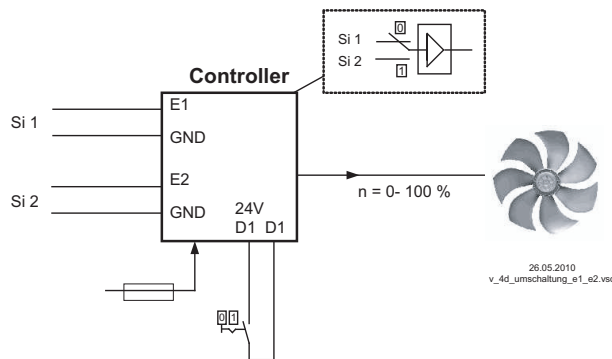 0
Si 1
Si 2
1
Controller
E1
Si 1
GND
E2
Si 2
GND
24V
D1 D1
n = 0- 100 %
26.05.2010
v_4d_umschaltung_e1_e2.vsd
0 1